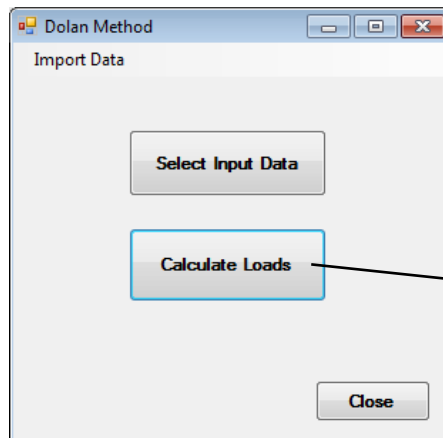 Dolan Method
Import Data
Select Input Data
Calculate Loads
Close